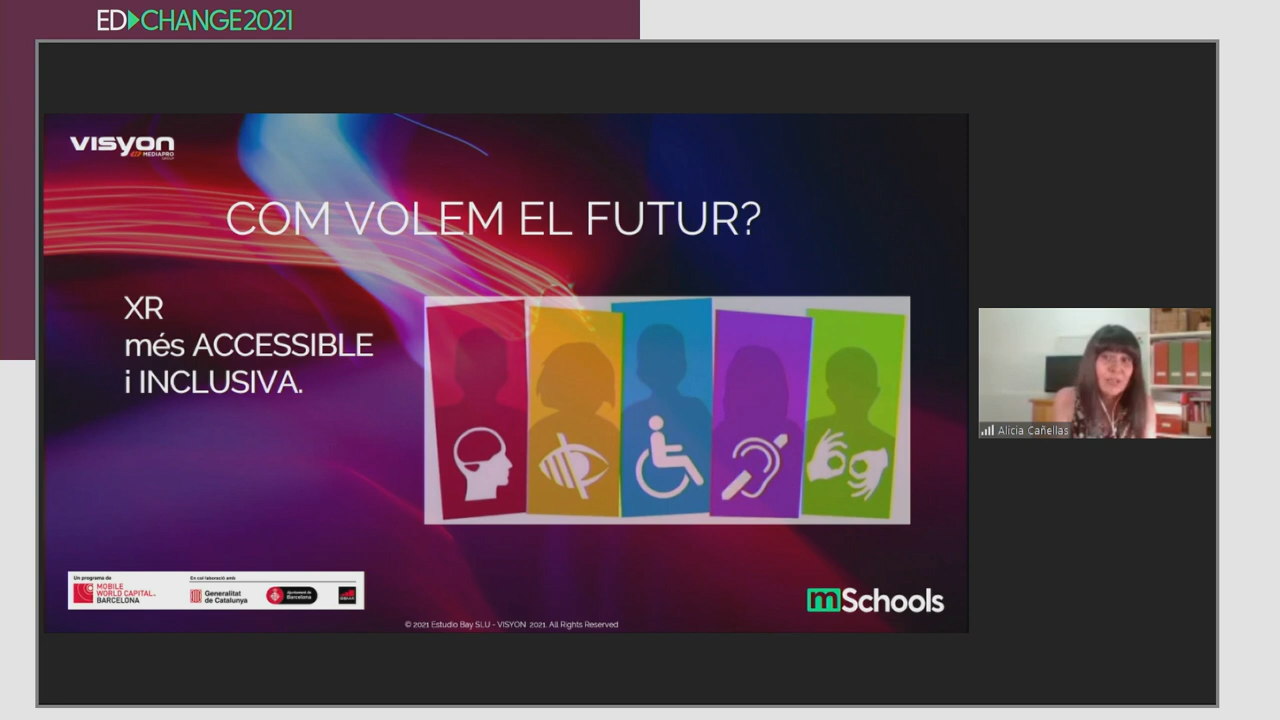 ED CHANGE2021
VISYON
MEDIAPRO
GROUP
COM VOLEM EL FUTUR?
XR
més ACCESSIBLE
i INCLUSIVA.
Alicia Cañellas
Un programa de
MOBILE
WORLD CAPITAL.
BARCELONA
En col·laboració amb
Generalitat
de Catalunya
Ajuntament de
Barcelona
GSMA
mSchools
© 2021 Estudio Bay SLU - VISYON 2021. All Rights Reserved